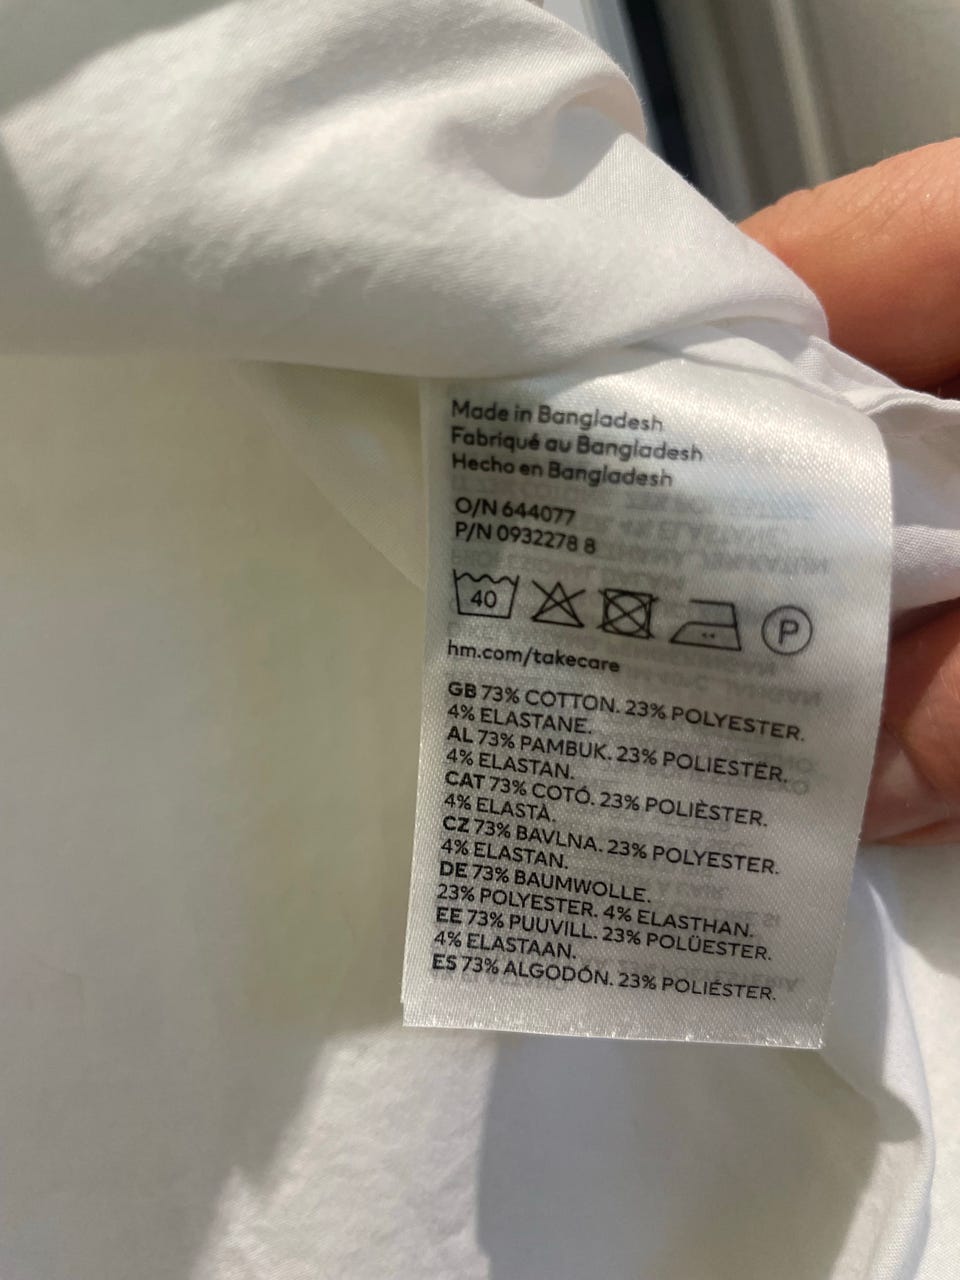 Made in Bangladesh
Fabriqué au Bangladesh
Hecho en Bangladesh
O/N 644077
P/N 0932278 8
40 P
hm.com/takecare
GB 73% COTTON. 23% POLYESTER.
4% ELASTANE.
AL 73% PAMBUK. 23% POLIESTËR.
4% ELASTAN.
CAT 73% COTÓ. 23% POLIÈSTER.
4% ELASTÀ.
CZ 73% BAVLNA. 23% POLYESTER.
4% ELASTAN.
DE 73% BAUMWOLLE.
23% POLYESTER. 4% ELASTHAN.
EE 73% PUUVILL. 23% POLÜESTER.
4% ELASTAAN.
ES 73% ALGODÓN. 23% POLIÉSTER.